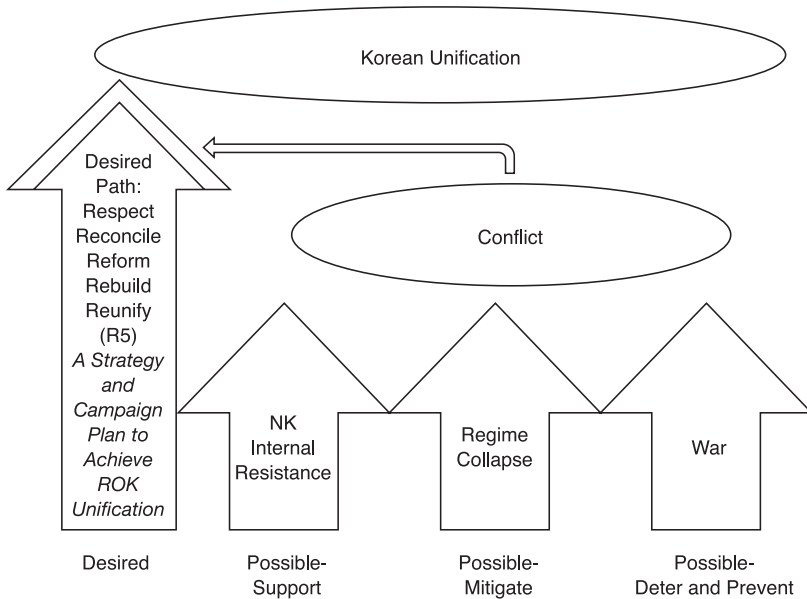 Korean Unification
Desired
Path:
Respect
Reconcile
Reform
Rebuild
Reunify
(R5)
A Strategy
and
Campaign
Plan to
Achieve
ROK
Unification
Conflict
NK
Internal
Resistance
Regime
Collapse
War
Desired
Possible-
Support
Possible-
Mitigate
Possible-
Deter and Prevent